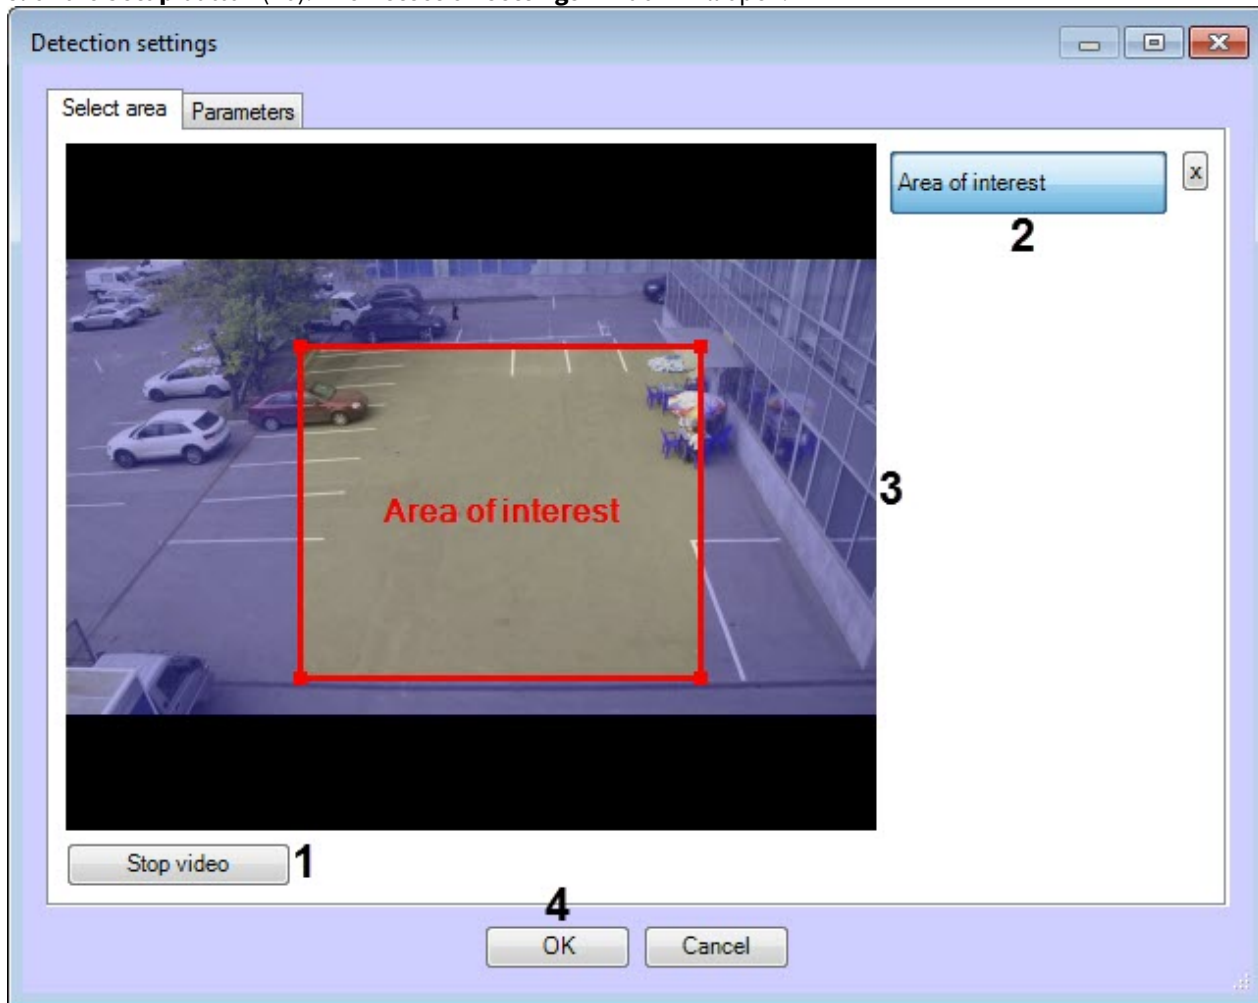 Detection settings
Select area
Parameters
Area of interest
x
2
3
Area of interest
Stop video
1
4
OK
Cancel